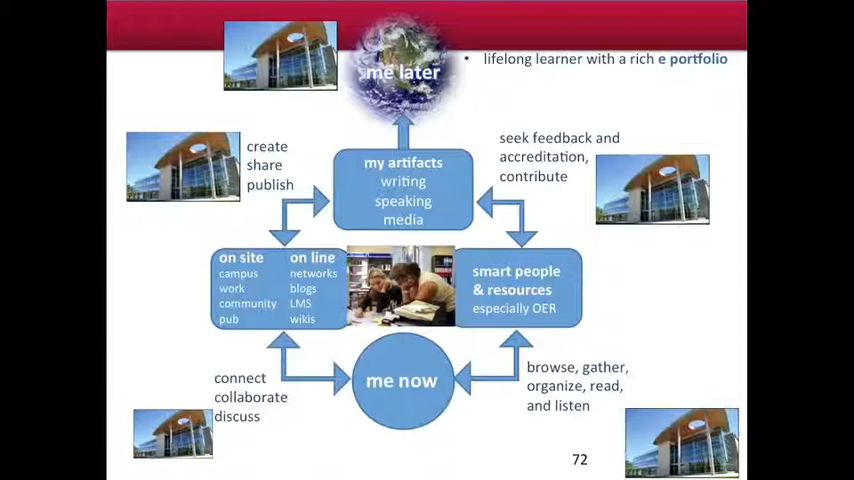 me later
• lifelong learner with a rich e portfolio
create
share
publish
my artifacts
writing
speaking
media
seek feedback and
accreditation,
contribute
on site
campus
work
community
pub
on line
networks
blogs
LMS
wikis
smart people
& resources
especially OER
connect
collaborate
discuss
me now
browse, gather,
organize, read,
and listen
72